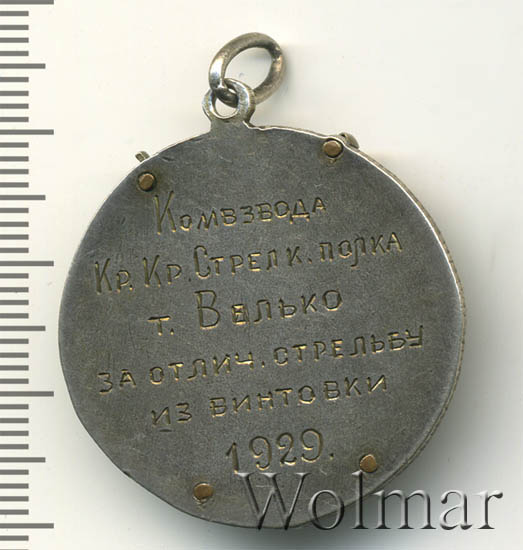 Комвзвода
Кр. Кр. Стрелк. полка
т. Велько
за отлич. стрельбу
из винтовки
1929.
Wolmar